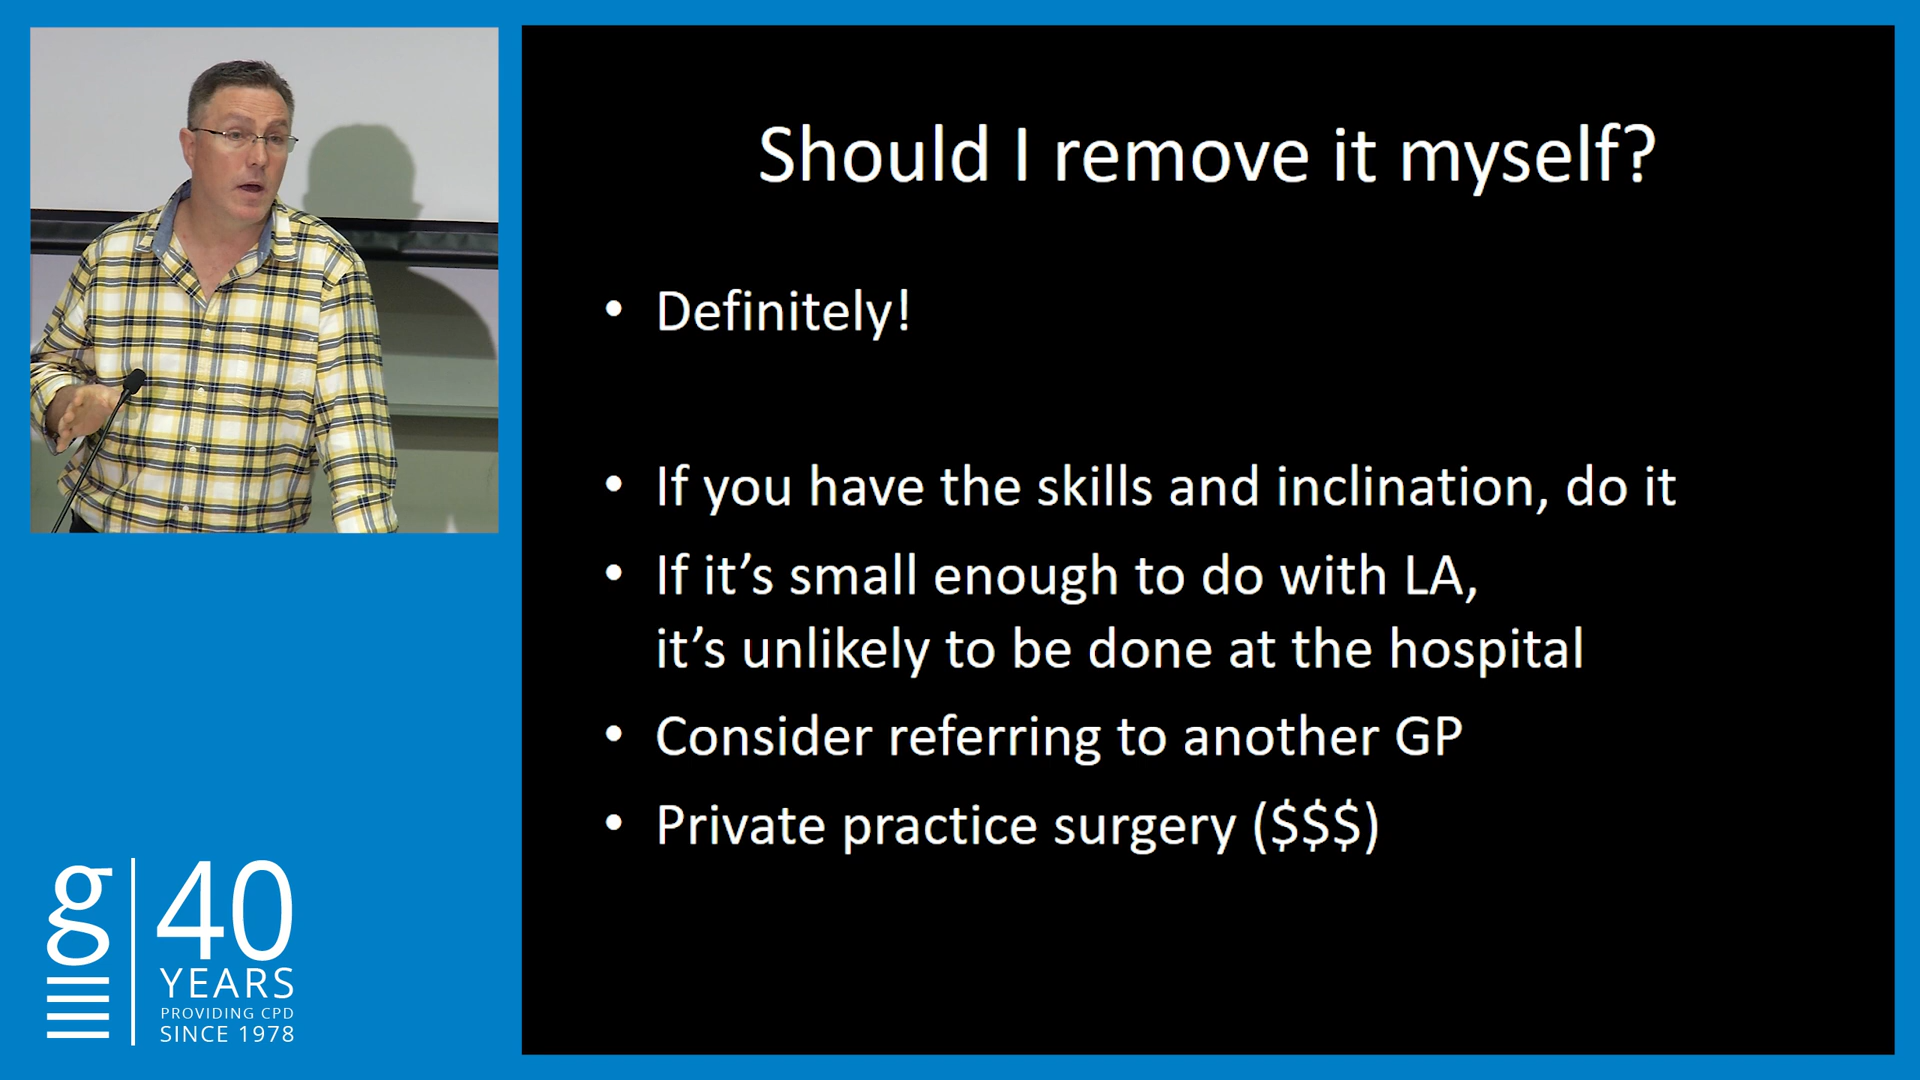 Should I remove it myself?
• Definitely!
• If you have the skills and inclination, do it
• If it’s small enough to do with LA,
it’s unlikely to be done at the hospital
• Consider referring to another GP
• Private practice surgery ($$$)
g
40
YEARS
PROVIDING CPD
SINCE 1978